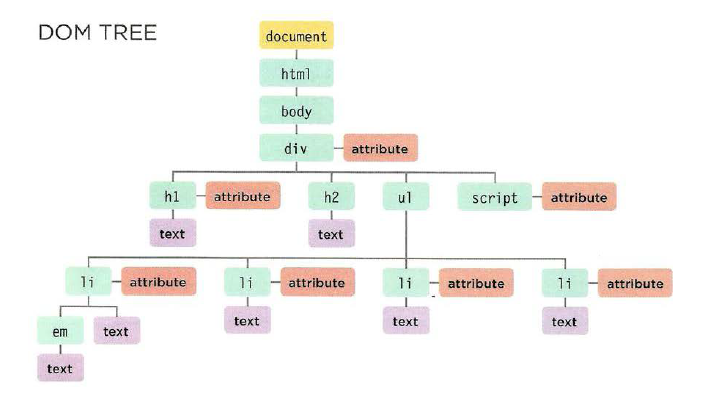 DOM TREE
document
html
body
div attribute
h1 attribute h2 ul script attribute
text text
li attribute li attribute li attribute li attribute
text text text
em text
text